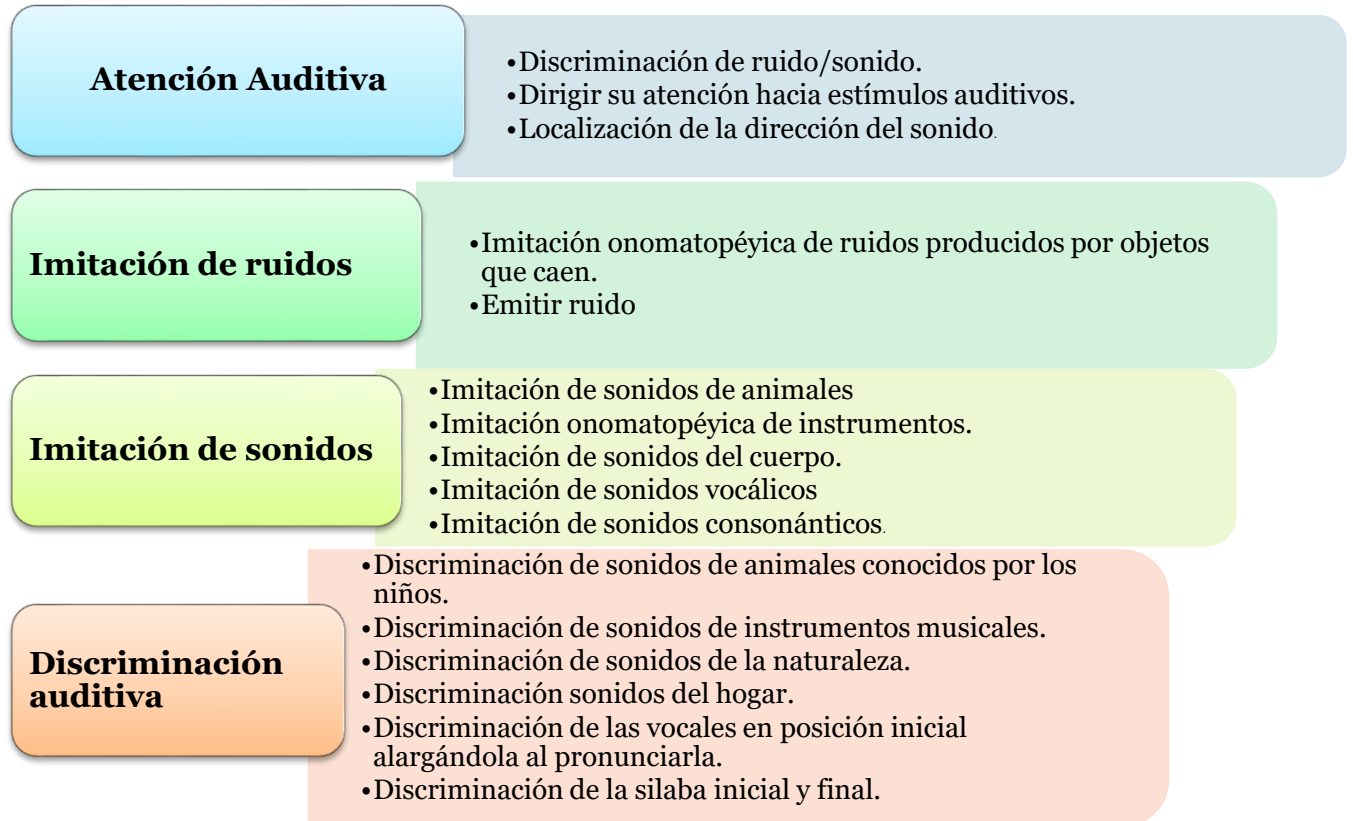 Atención Auditiva
•Discriminación de ruido/sonido.
•Dirigir su atención hacia estímulos auditivos.
•Localización de la dirección del sonido.
Imitación de ruidos
•Imitación onomatopéyica de ruidos producidos por objetos
que caen.
•Emitir ruido
Imitación de sonidos
•Imitación de sonidos de animales
•Imitación onomatopéyica de instrumentos.
•Imitación de sonidos del cuerpo.
•Imitación de sonidos vocálicos
•Imitación de sonidos consonánticos.
Discriminación
auditiva
•Discriminación de sonidos de animales conocidos por los
niños.
•Discriminación de sonidos de instrumentos musicales.
•Discriminación de sonidos de la naturaleza.
•Discriminación sonidos del hogar.
•Discriminación de las vocales en posición inicial
alargándola al pronunciarla.
•Discriminación de la silaba inicial y final.